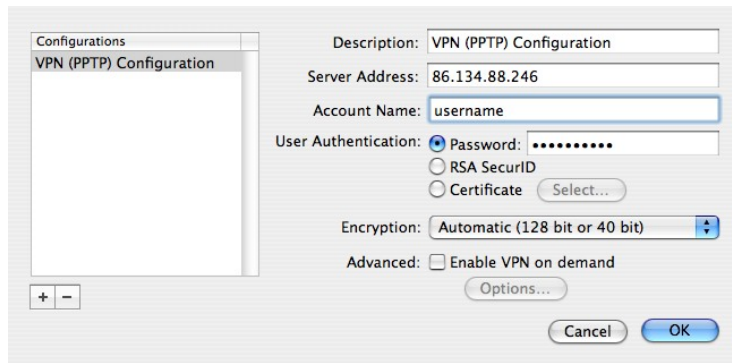 Configurations
VPN (PPTP) Configuration
Description: VPN (PPTP) Configuration
Server Address: 86.134.88.246
Account Name: username
User Authentication: Password: ••••••••••
RSA SecurID
Certificate Select...
Encryption: Automatic (128 bit or 40 bit)
Advanced: Enable VPN on demand
Options...
+ −
Cancel OK